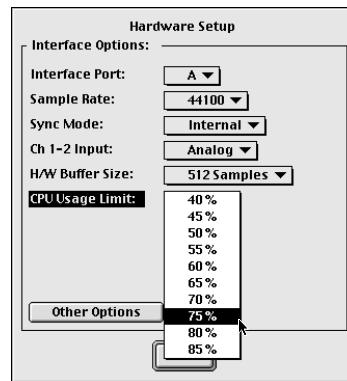 Hardware Setup
Interface Options:
Interface Port: A
Sample Rate: 44100
Sync Mode: Internal
Ch 1-2 Input: Analog
H/W Buffer Size: 512 Samples
CPU Usage Limit:
40%
45%
50%
55%
60%
65%
70%
75%
80%
85%
Other Options